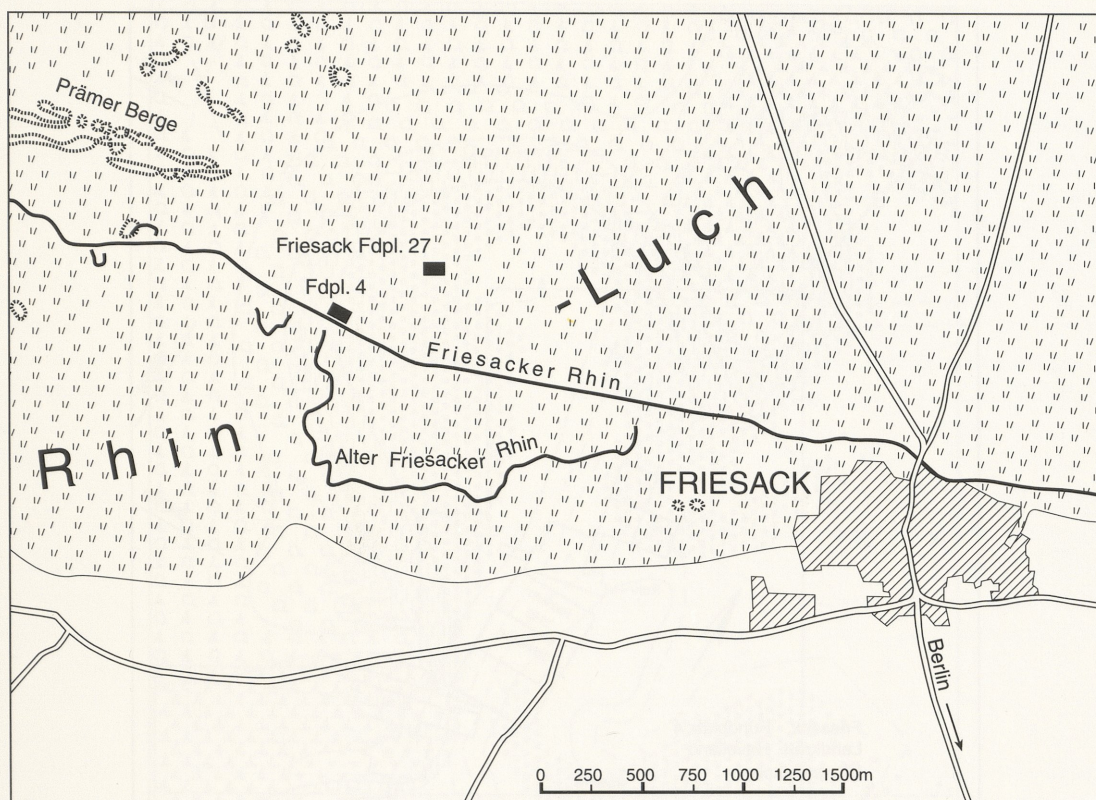 Prämer Berge
Friesack Fdpl. 27
Fdpl. 4
Rhin
-Luch
Friesacker Rhin
Alter Friesacker Rhin
FRIESACK
Berlin
0 250 500 750 1000 1250 1500m